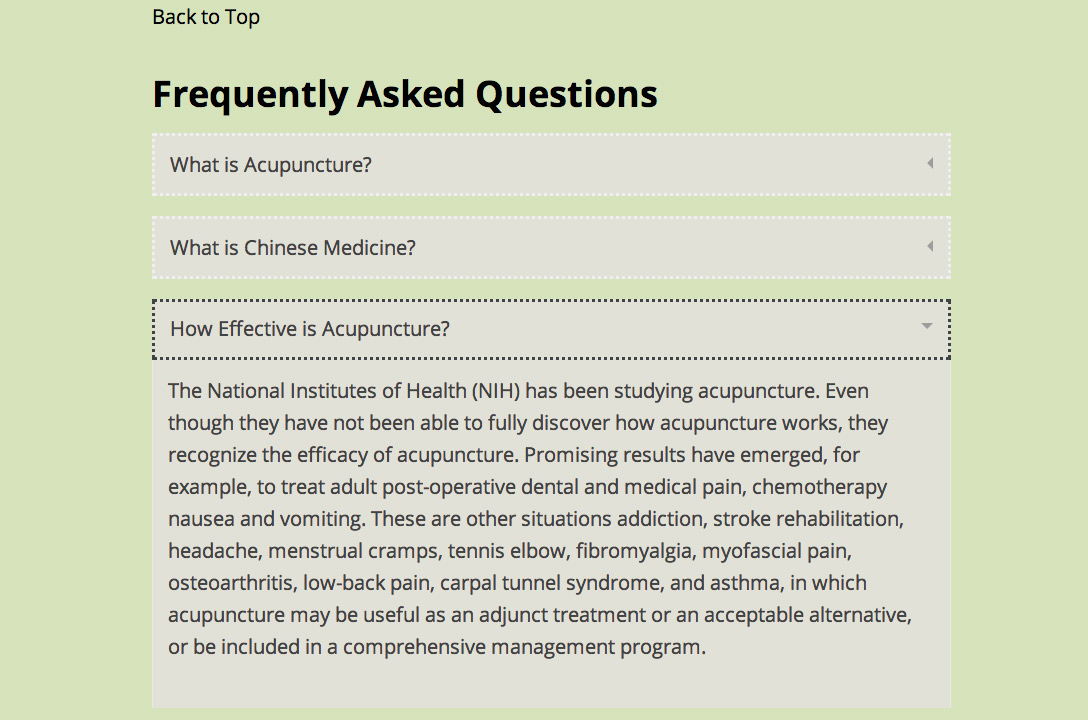 Back to Top
Frequently Asked Questions
What is Acupuncture?
What is Chinese Medicine?
How Effective is Acupuncture?
The National Institutes of Health (NIH) has been studying acupuncture. Even
though they have not been able to fully discover how acupuncture works, they
recognize the efficacy of acupuncture. Promising results have emerged, for
example, to treat adult post-operative dental and medical pain, chemotherapy
nausea and vomiting. These are other situations addiction, stroke rehabilitation,
headache, menstrual cramps, tennis elbow, fibromyalgia, myofascial pain,
osteoarthritis, low-back pain, carpal tunnel syndrome, and asthma, in which
acupuncture may be useful as an adjunct treatment or an acceptable alternative,
or be included in a comprehensive management program.